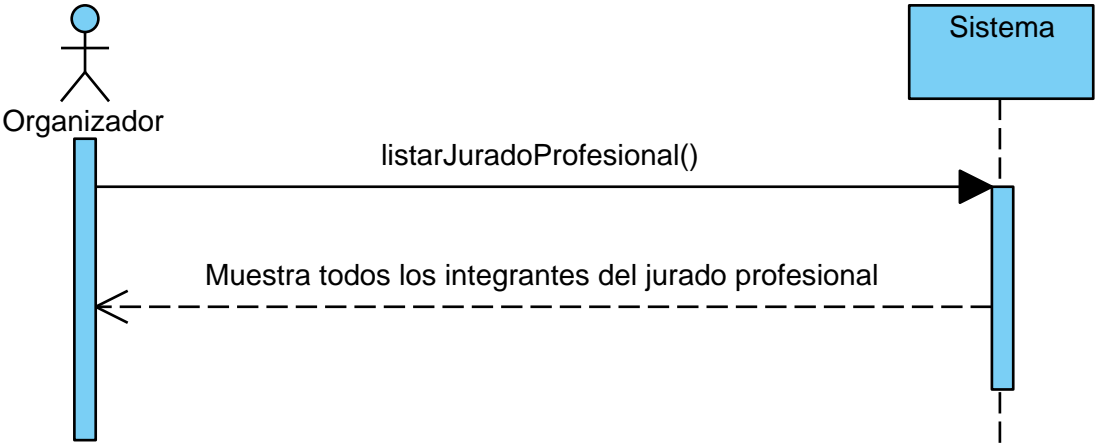 Sistema
Organizador
listarJuradoProfesional()
Muestra todos los integrantes del jurado profesional